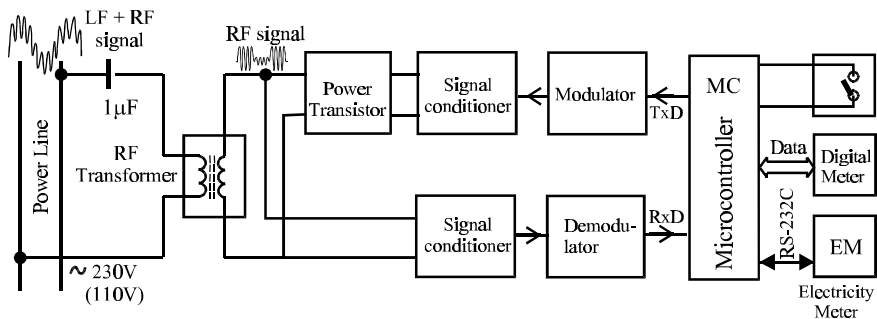 LF + RF
signal
1µF
Power Line
~ 230V
(110V)
RF
Transformer
RF signal
Power
Transistor
Signal
conditioner
Modulator
TxD
Signal
conditioner
Demodu-
lator
RxD
MC
Microcontroller
Data
RS-232C
Digital
Meter
EM
Electricity
Meter